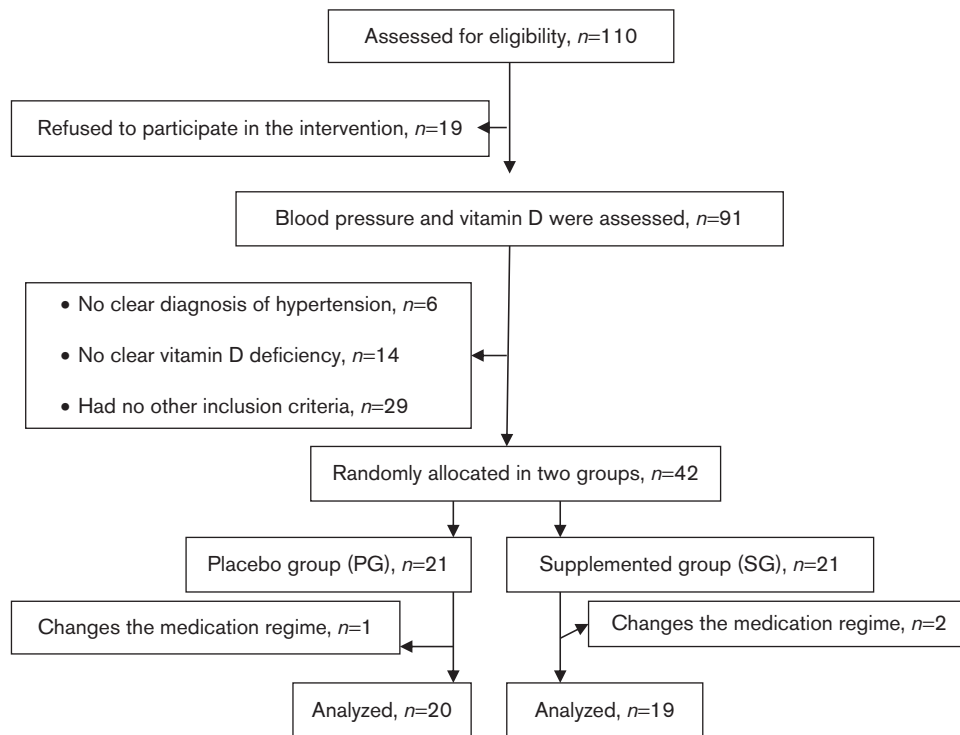 Assessed for eligibility, n=110
Refused to participate in the intervention, n=19
Blood pressure and vitamin D were assessed, n=91
• No clear diagnosis of hypertension, n=6
• No clear vitamin D deficiency, n=14
• Had no other inclusion criteria, n=29
Randomly allocated in two groups, n=42
Placebo group (PG), n=21
Supplemented group (SG), n=21
Changes the medication regime, n=1
Changes the medication regime, n=2
Analyzed, n=20
Analyzed, n=19